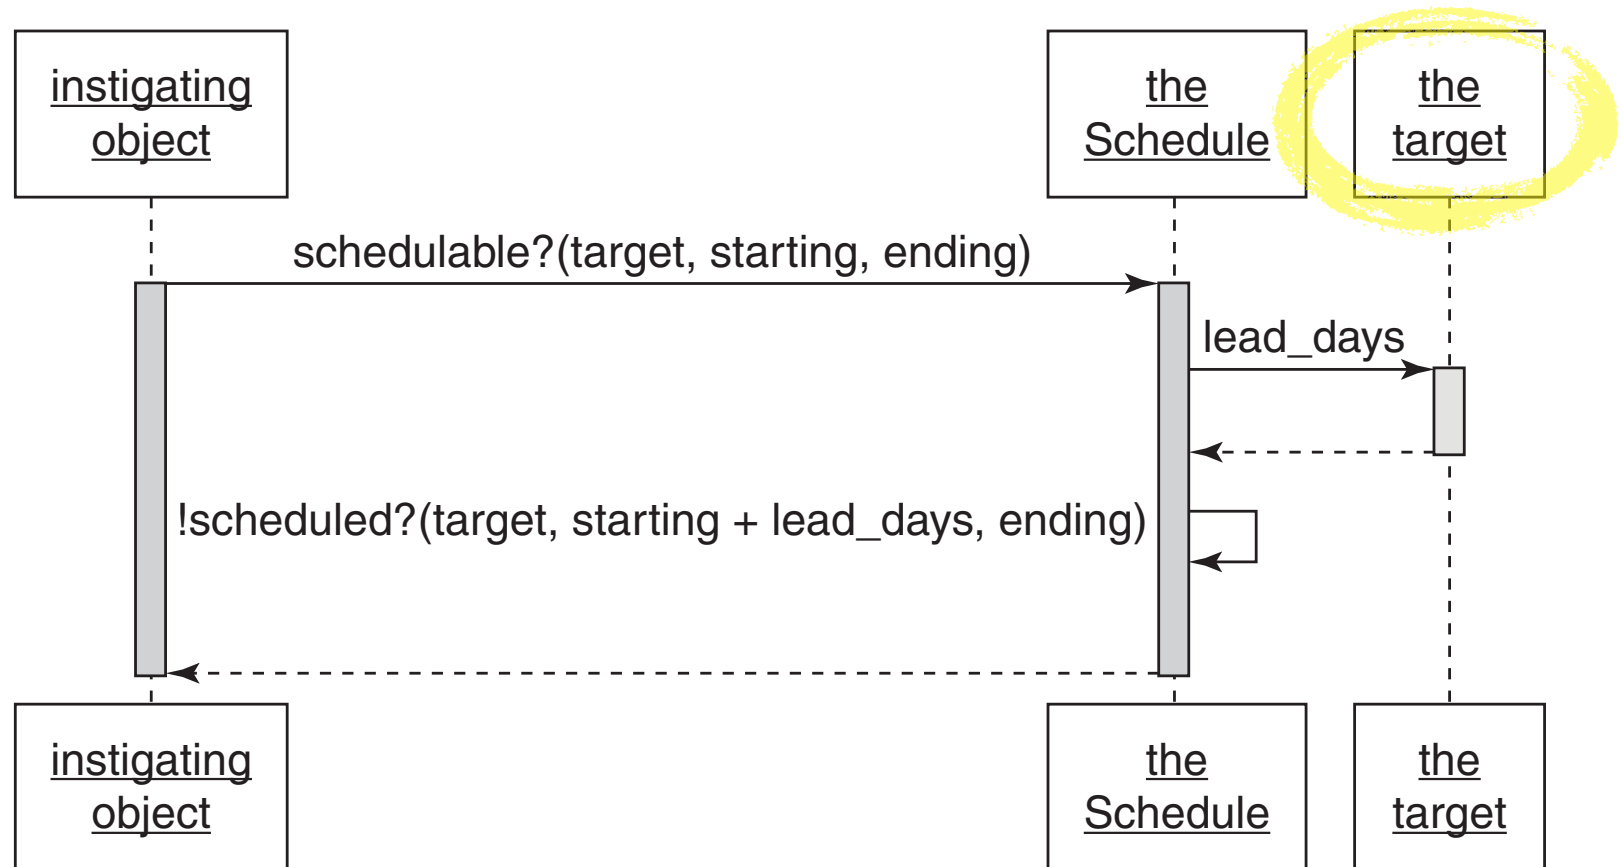 instigating
object
the
Schedule
the
target
schedulable?(target, starting, ending)
lead_days
!scheduled?(target, starting + lead_days, ending)
instigating
object
the
Schedule
the
target